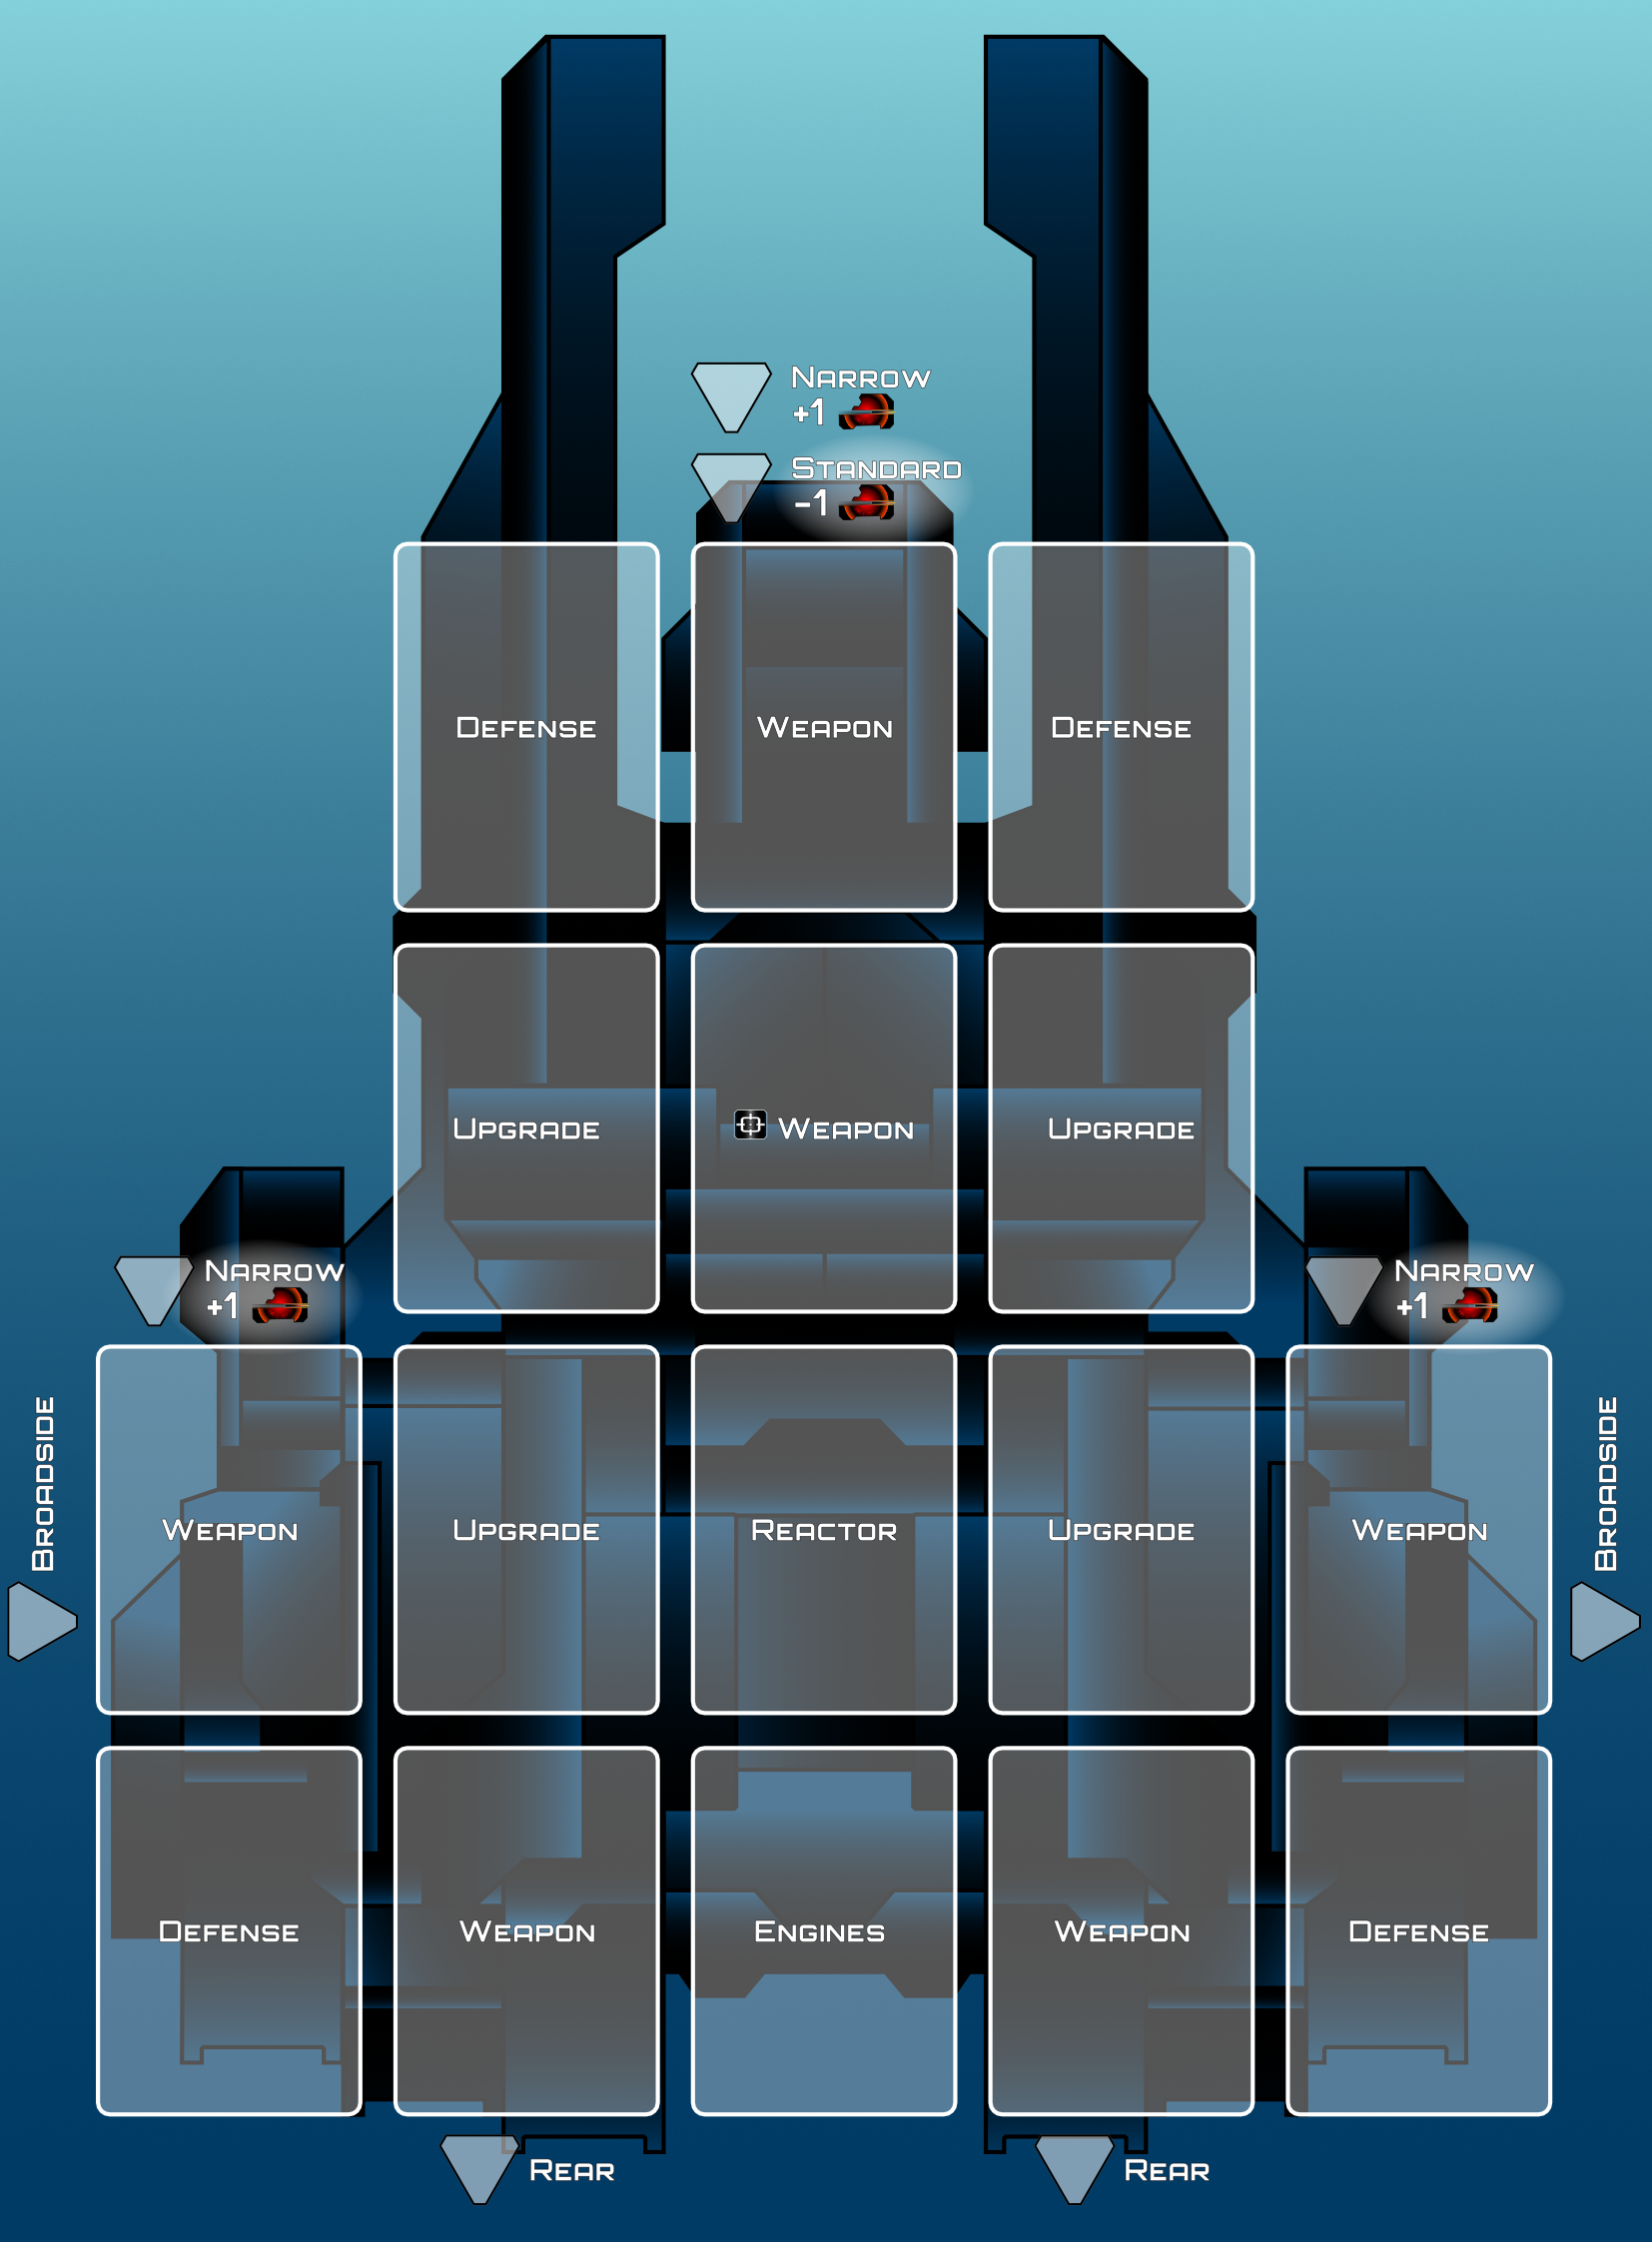 Narrow
+1
Standard
-1
Defense
Weapon
Defense
Upgrade
Weapon
Upgrade
Narrow
+1
Narrow
+1
Broadside
Weapon
Upgrade
Reactor
Upgrade
Weapon
Broadside
Defense
Weapon
Engines
Weapon
Defense
Rear
Rear